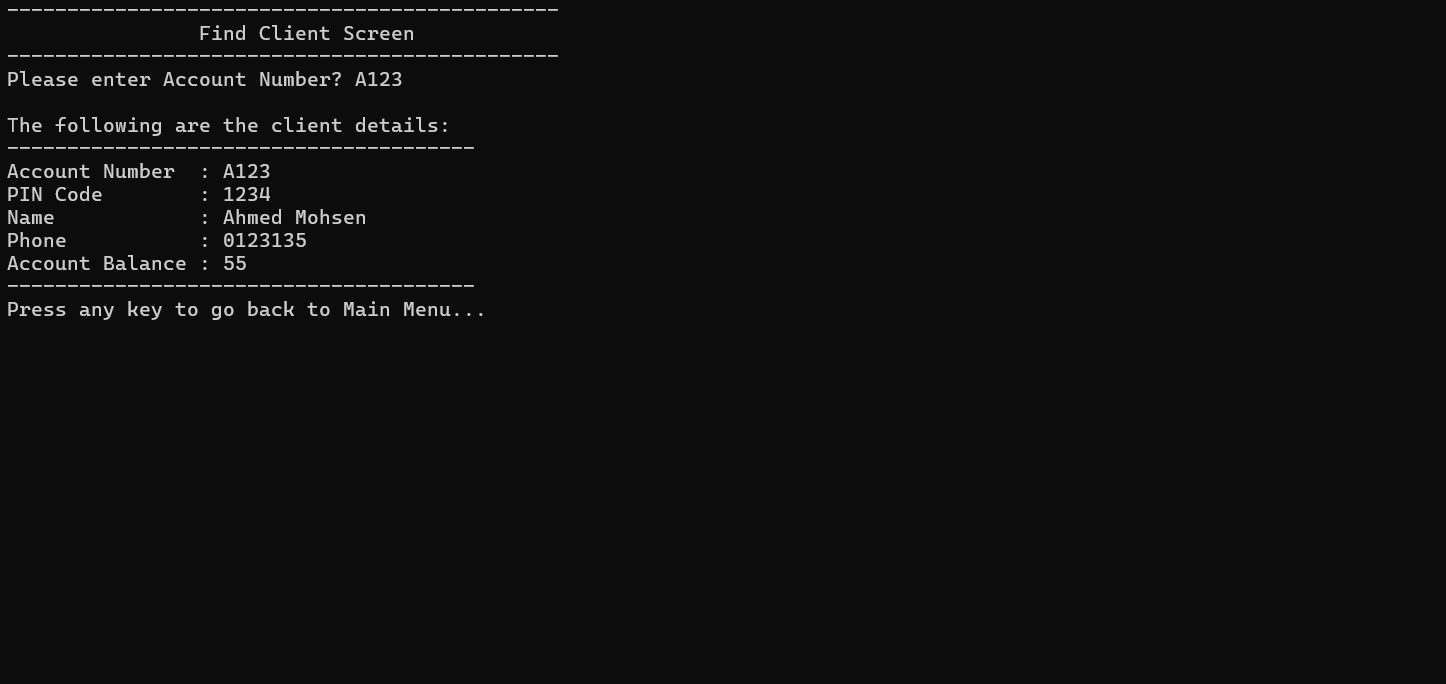 ----------------------------------------------
                Find Client Screen
----------------------------------------------
Please enter Account Number? A123
The following are the client details:
---------------------------------------
Account Number  : A123
PIN Code        : 1234
Name            : Ahmed Mohsen
Phone           : 0123135
Account Balance : 55
---------------------------------------
Press any key to go back to Main Menu...